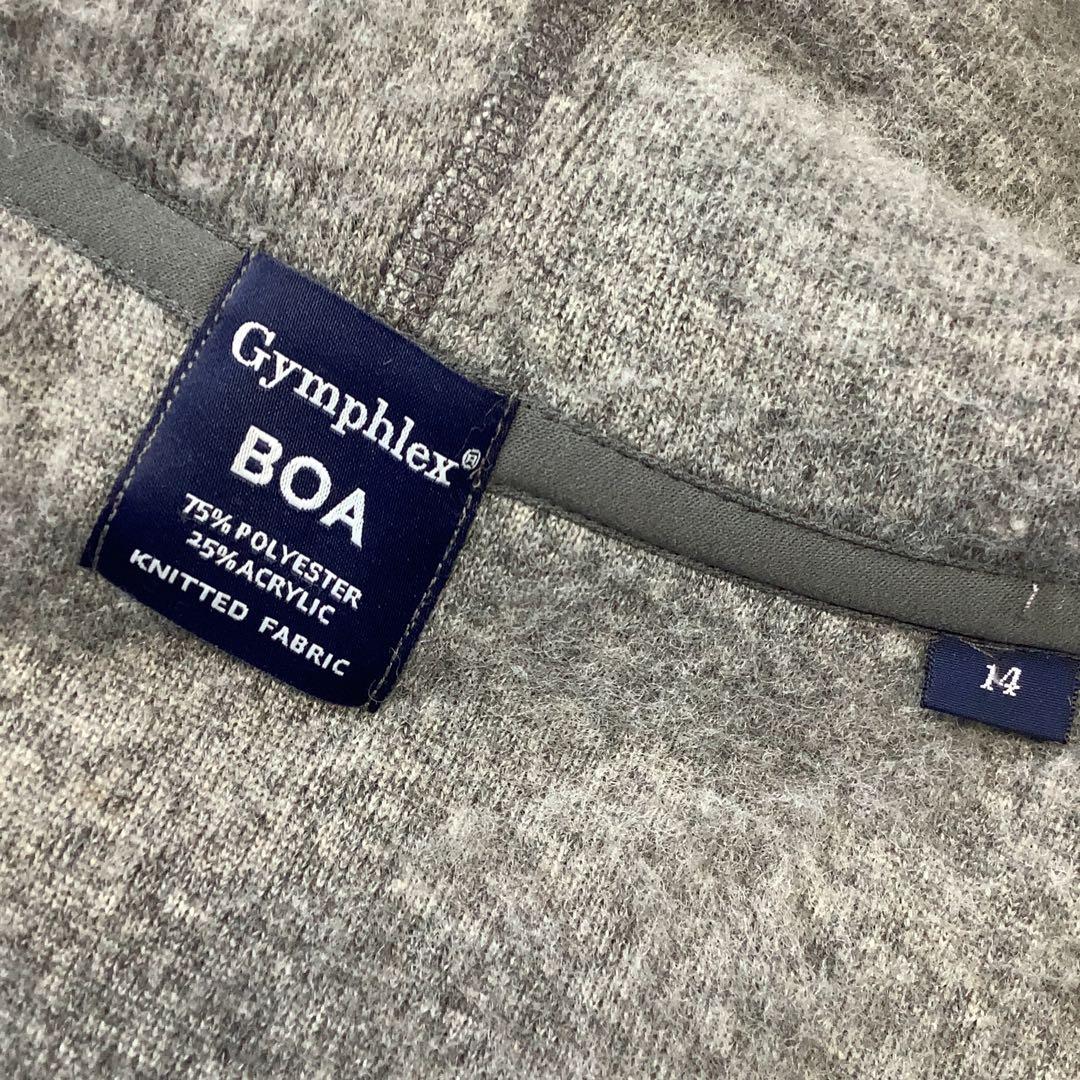 Gymphlex®
BOA
75% POLYESTER
25% ACRYLIC
KNITTED FABRIC
14